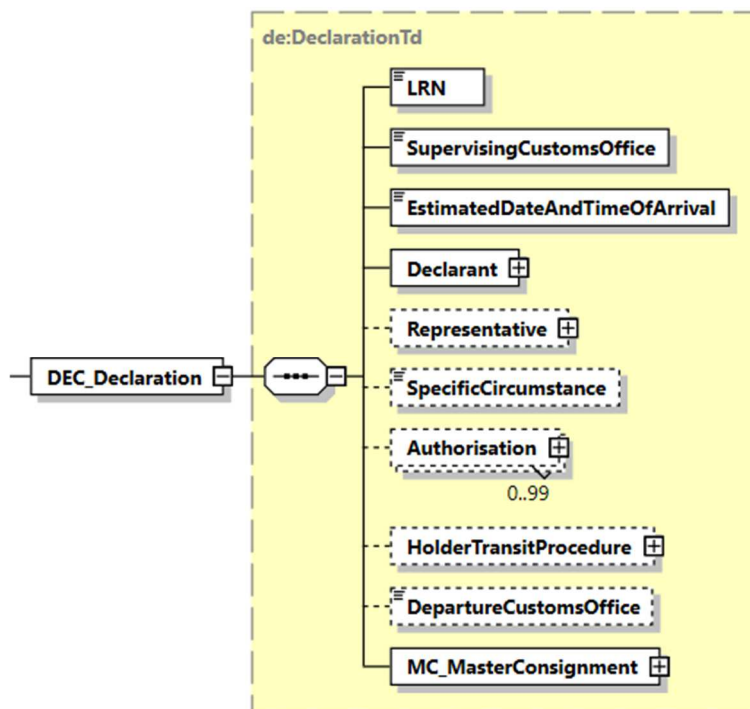 de:DeclarationTd
LRN
SupervisingCustomsOffice
EstimatedDateAndTimeOfArrival
Declarant
Representative
DEC_Declaration
SpecificCircumstance
Authorisation
0..99
HolderTransitProcedure
DepartureCustomsOffice
MC_MasterConsignment